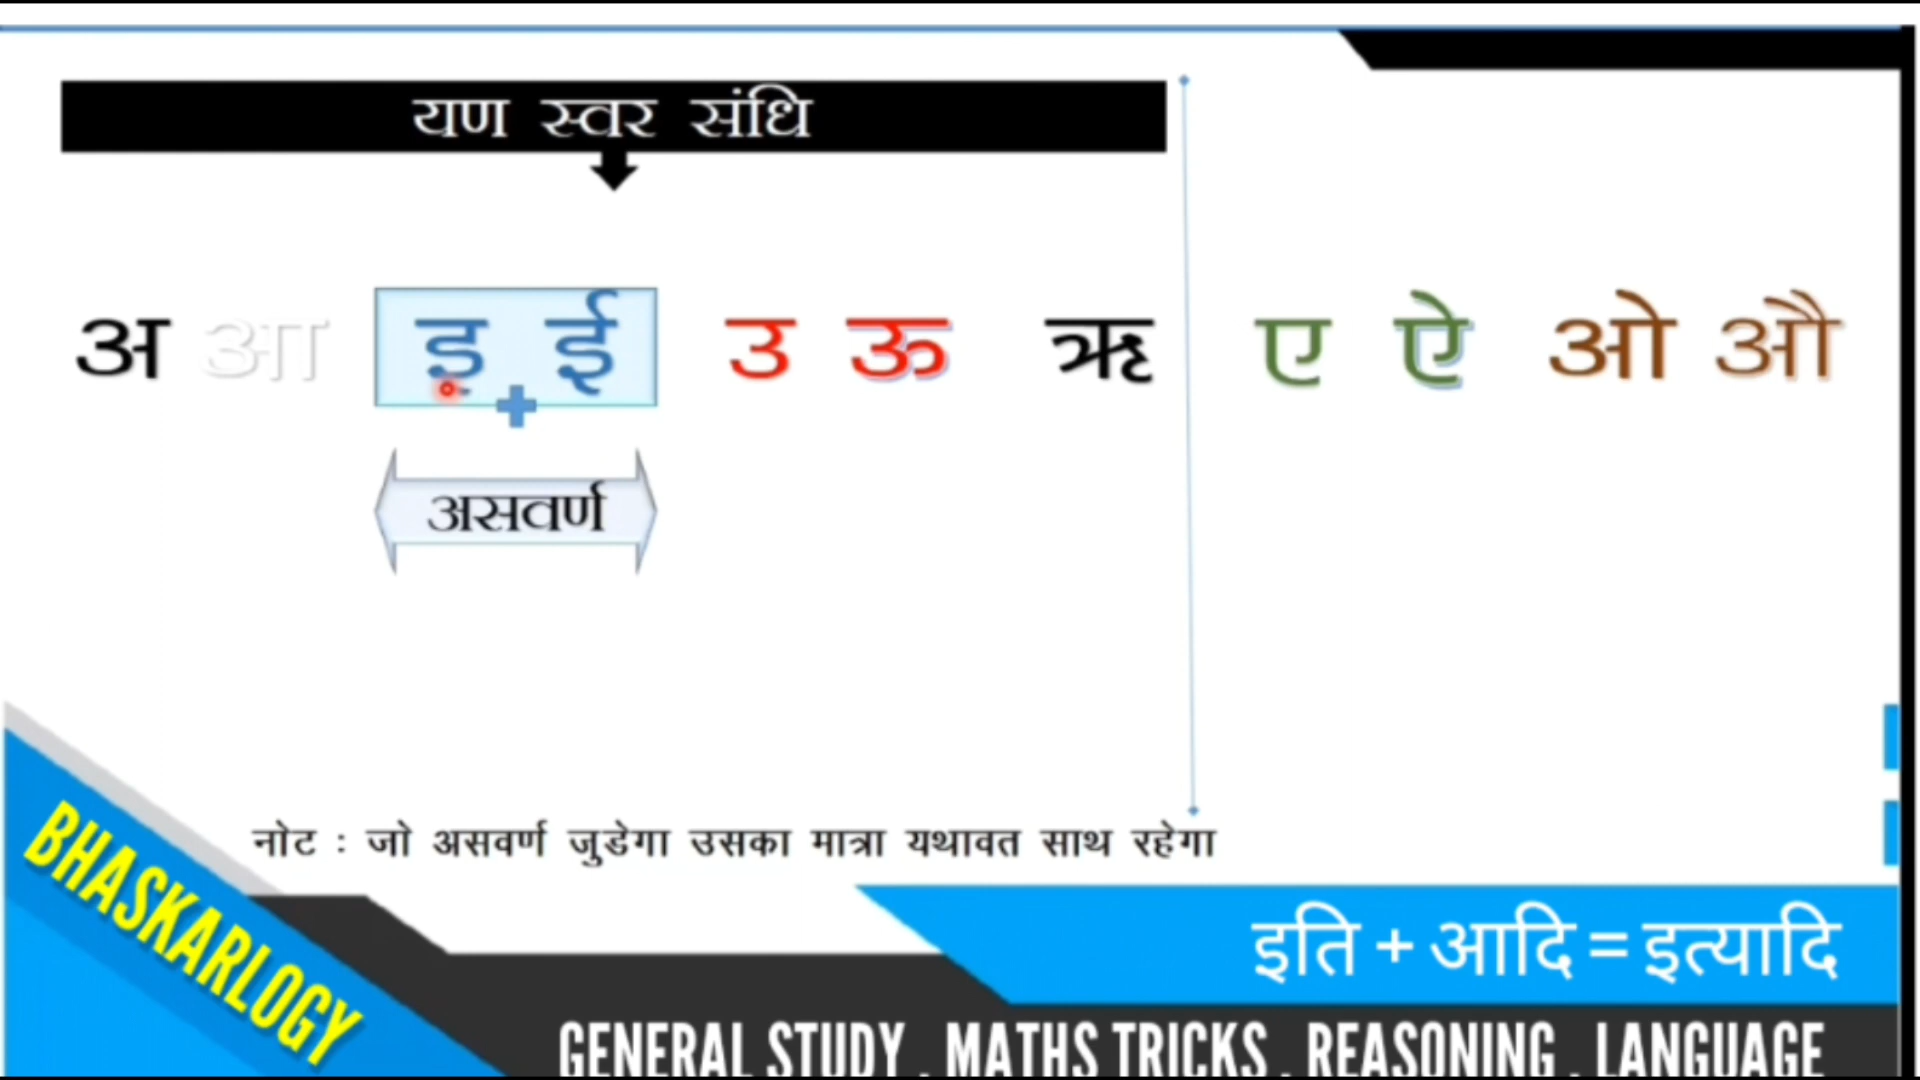 यण स्वर संधि
अ आ इ ई उ ऊ ऋ ए ऐ ओ औ
+
असवर्ण
नोट : जो असवर्ण जुडेगा उसका मात्रा यथावत साथ रहेगा
BHASKARLOGY
इति + आदि = इत्यादि
GENERAL STUDY , MATHS TRICKS , REASONING , LANGUAGE